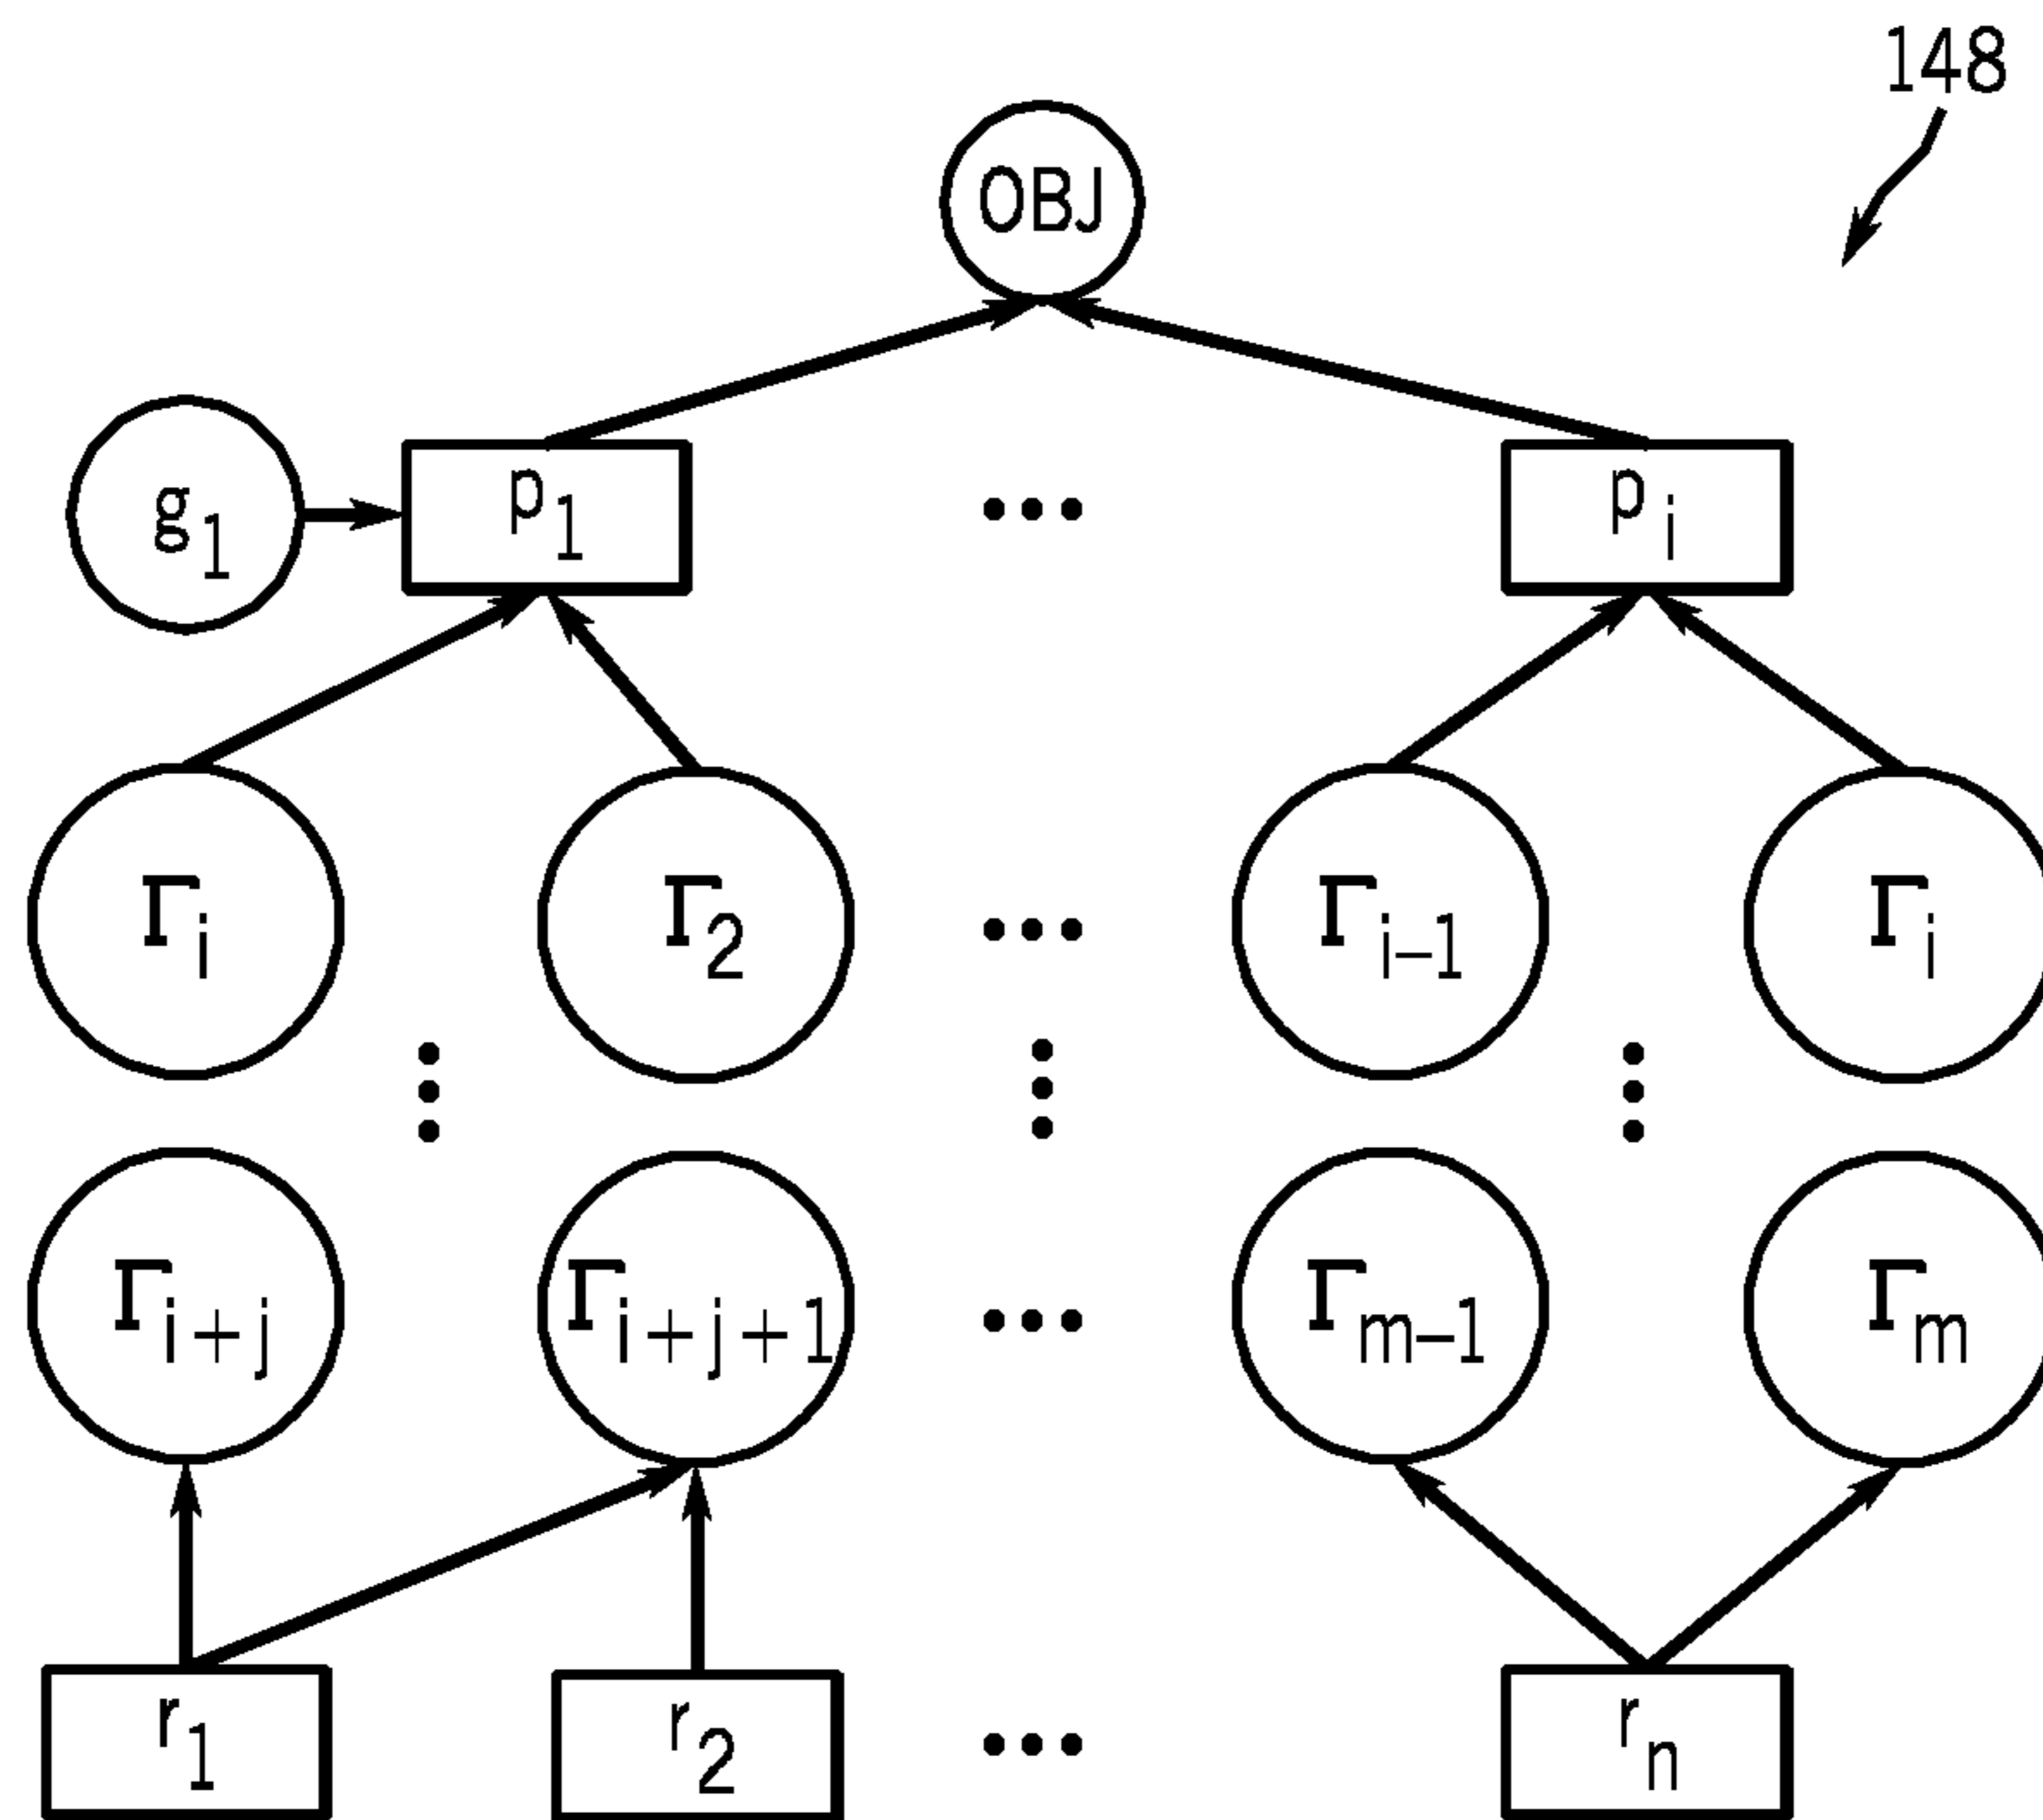 148
OBJ
g1
p1
...
pi
Γi
Γ2
...
Γi-1
Γi
Γi+j
Γi+j+1
...
Γm-1
Γm
r1
r2
...
rn